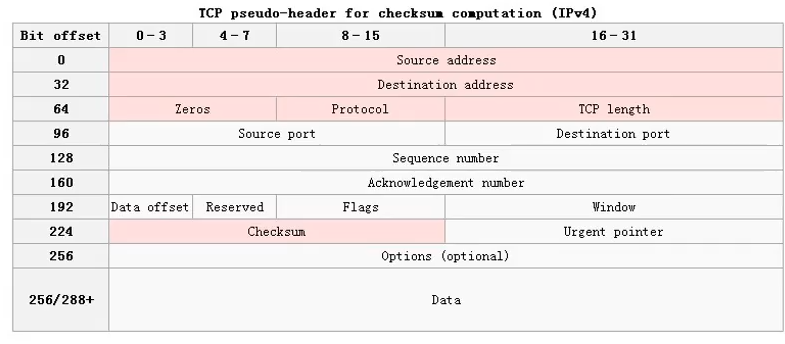 TCP pseudo-header for checksum computation (IPv4)
Bit offset 0-3 4-7 8-15 16-31
0 Source address
32 Destination address
64 Zeros Protocol TCP length
96 Source port Destination port
128 Sequence number
160 Acknowledgement number
192 Data offset Reserved Flags Window
224 Checksum Urgent pointer
256 Options (optional)
256/288+ Data